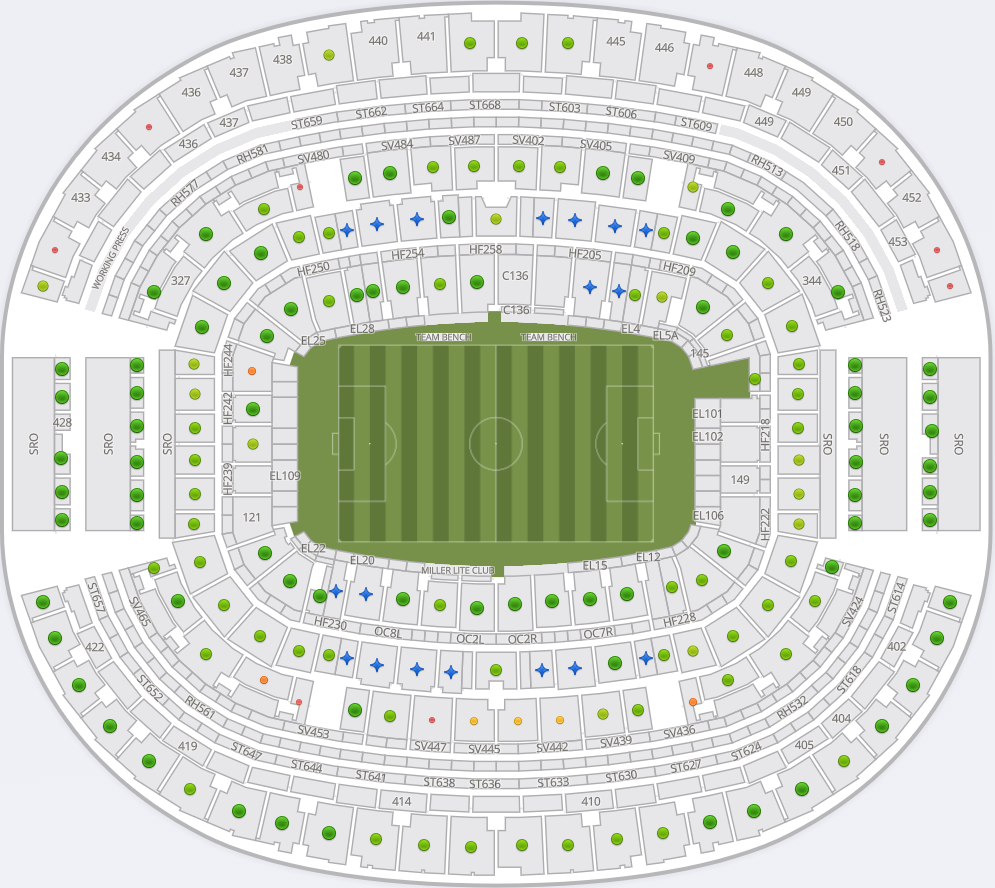 440
441
445
446
438
437
448
436
449
434
433
437
436
ST659
ST662
ST664
ST668
ST603
ST606
ST609
449
450
451
452
453
RH577
RH581
SV480
SV484
SV487
SV402
SV405
SV409
RH513
RH518
RH523
WORKING PRESS
327
344
HF250
HF254
HF258
HF205
HF209
C136
C136
EL25
EL28
TEAM BENCH
TEAM BENCH
EL4
EL5A
145
HF244
HF242
HF239
EL109
121
EL101
EL102
149
EL106
HF218
HF222
SRO
428
SRO
SRO
SRO
SRO
SRO
EL22
EL20
MILLER LITE CLUB
EL15
EL12
HF230
OC8L
OC2L
OC2R
OC7R
HF228
ST657
SV465
422
ST652
RH561
SV453
SV447
SV445
SV442
SV439
SV436
RH532
SV424
ST614
402
ST618
404
405
419
ST647
ST644
ST641
ST638
ST636
ST633
ST630
ST627
ST624
414
410